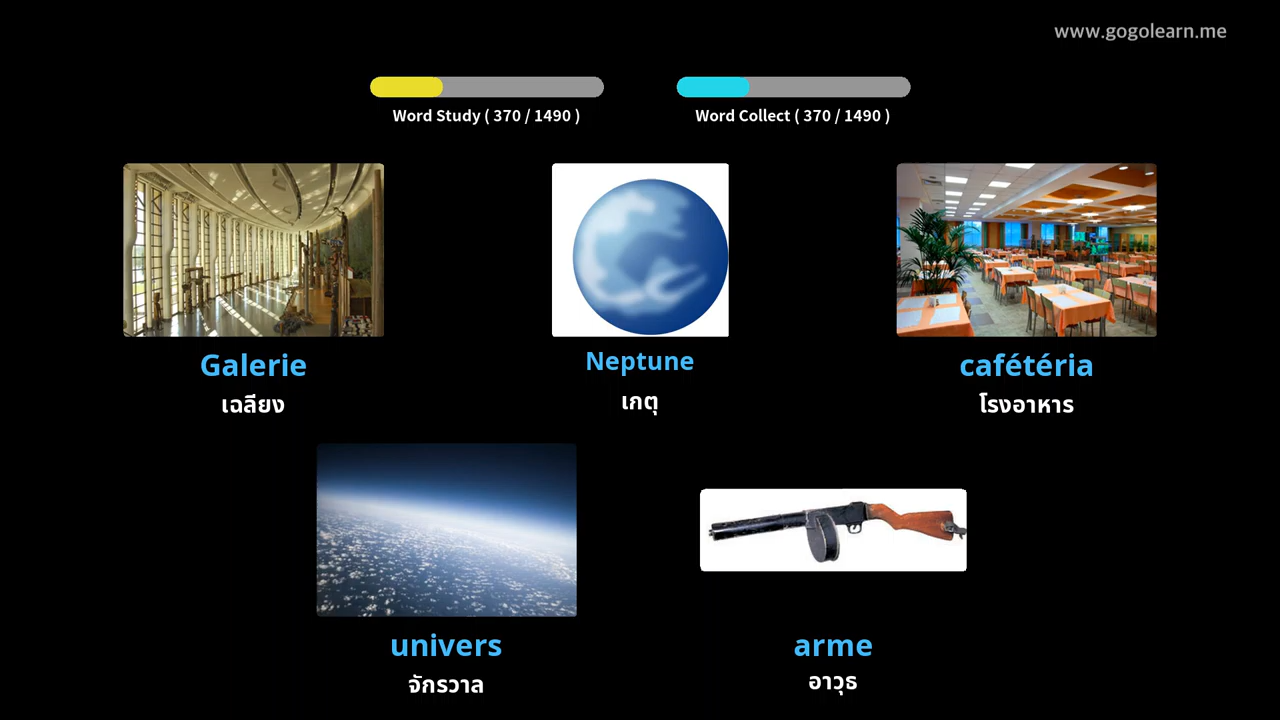 www.gogolearn.me
Word Study ( 370 / 1490 )
Word Collect ( 370 / 1490 )
Galerie
เฉลียง
Neptune
เกตุ
cafétéria
โรงอาหาร
univers
จักรวาล
arme
อาวุธ